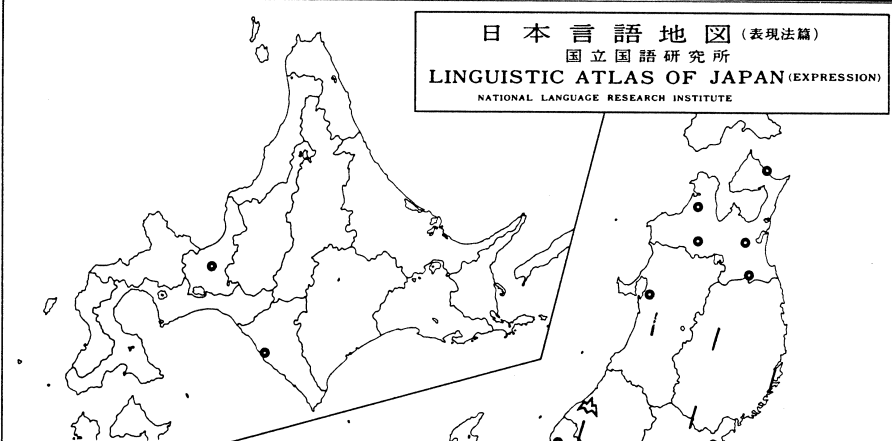 日本言語地図(表現法篇)
国立国語研究所
LINGUISTIC ATLAS OF JAPAN (EXPRESSION)
NATIONAL LANGUAGE RESEARCH INSTITUTE